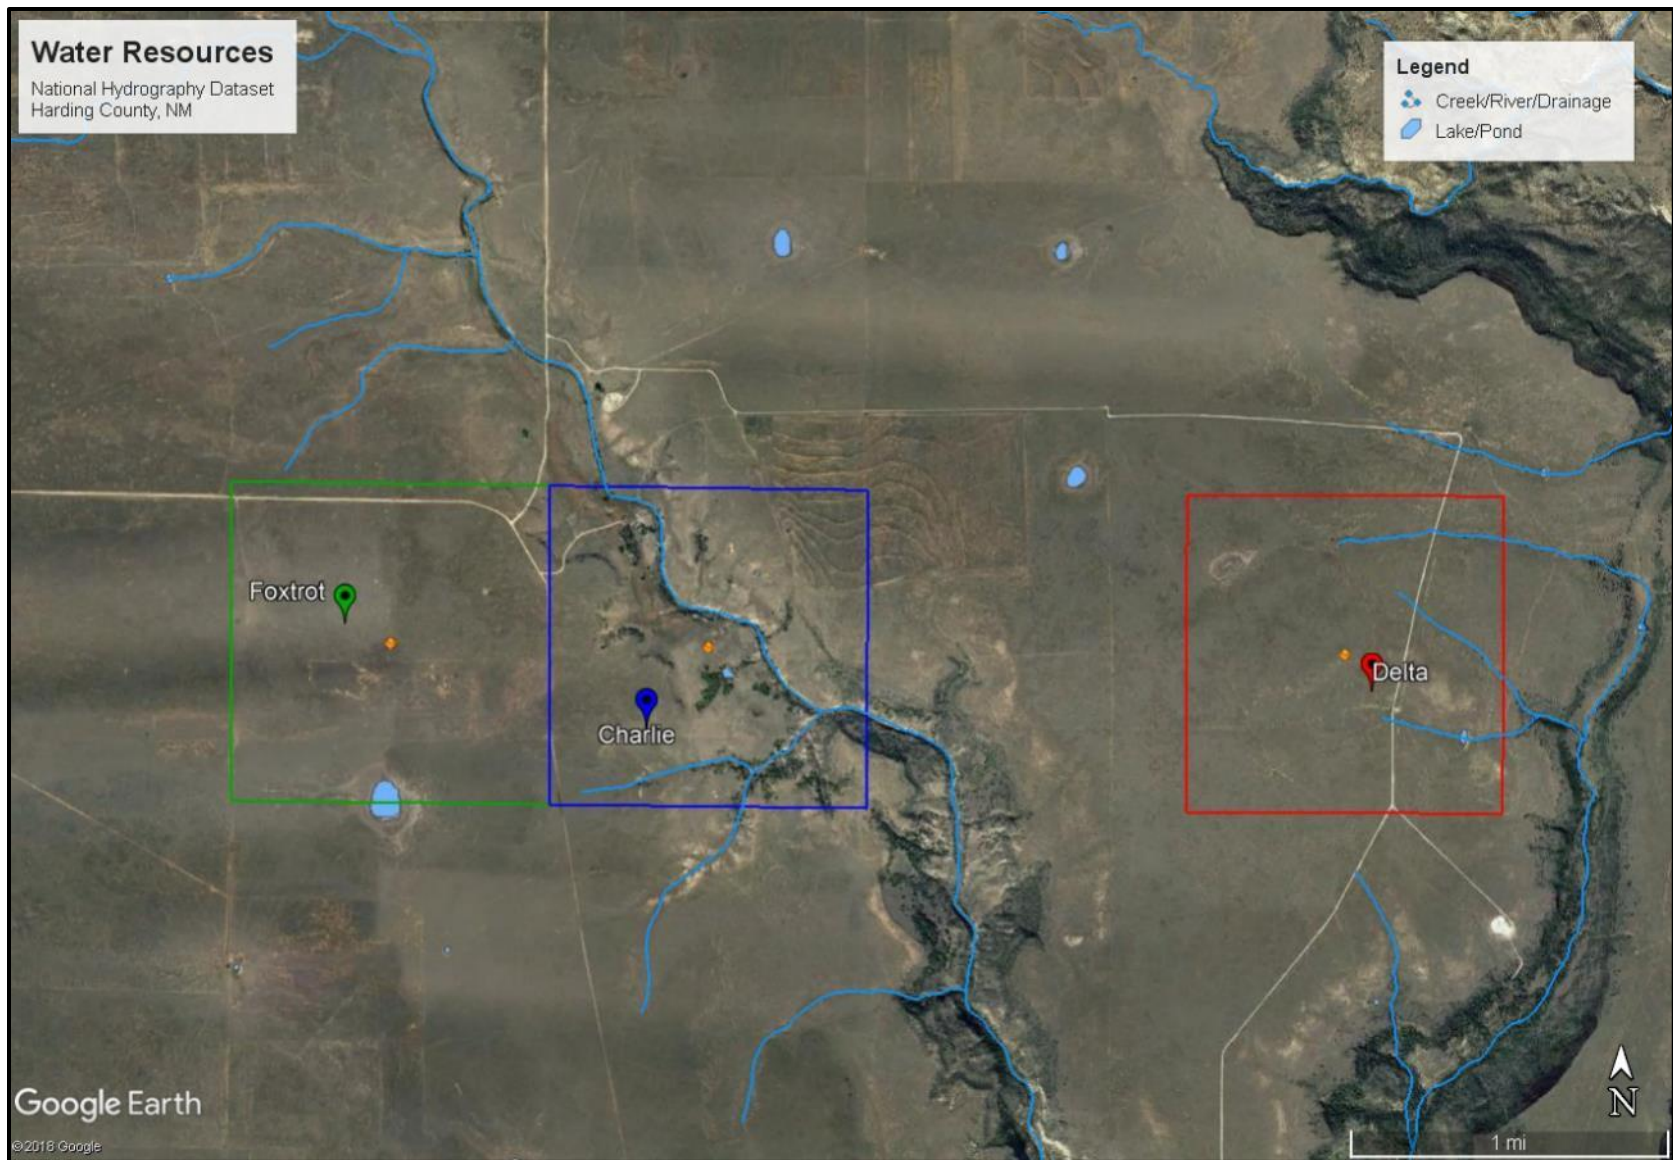 Water Resources
National Hydrography Dataset
Harding County, NM
Legend
Creek/River/Drainage
Lake/Pond
Foxtrot
Charlie
Delta
Google Earth
©2018 Google
N
1 mi